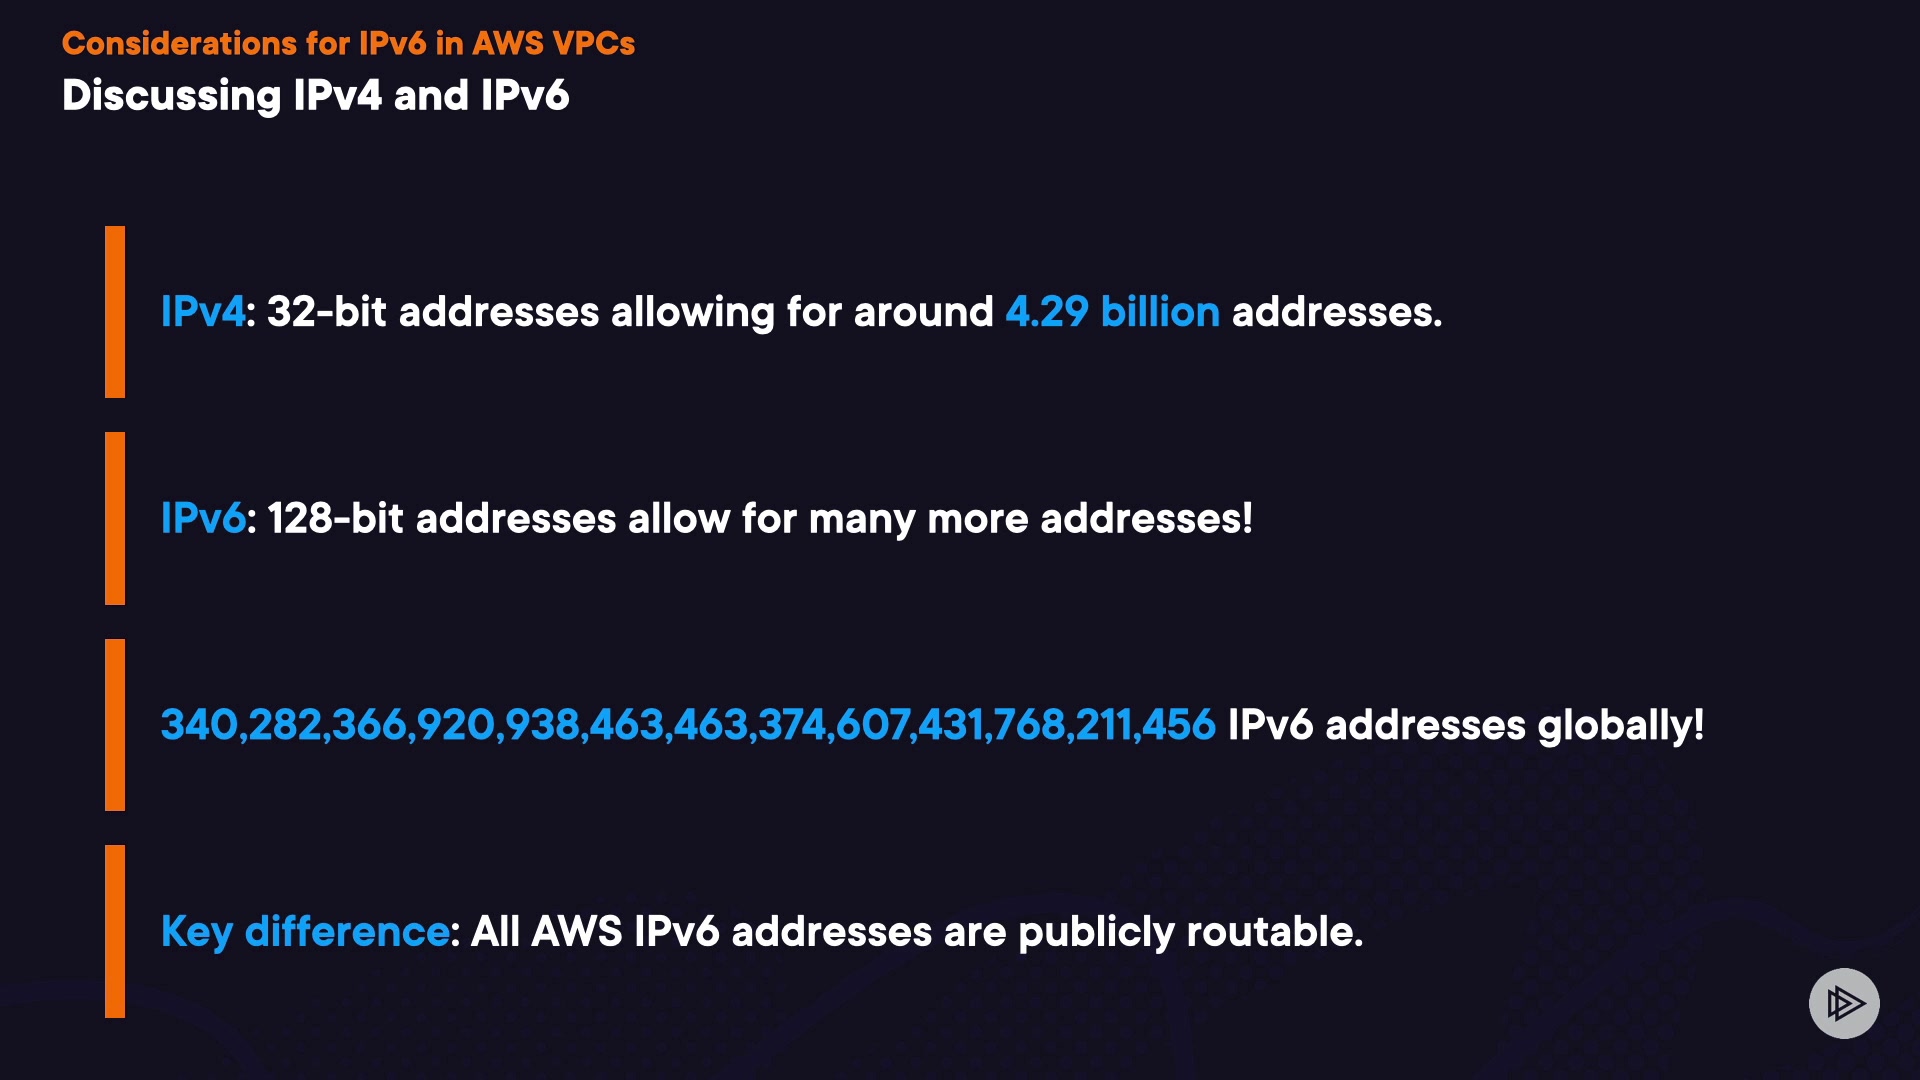 Considerations for IPv6 in AWS VPCs
Discussing IPv4 and IPv6
IPv4: 32-bit addresses allowing for around 4.29 billion addresses.
IPv6: 128-bit addresses allow for many more addresses!
340,282,366,920,938,463,463,374,607,431,768,211,456 IPv6 addresses globally!
Key difference: All AWS IPv6 addresses are publicly routable.